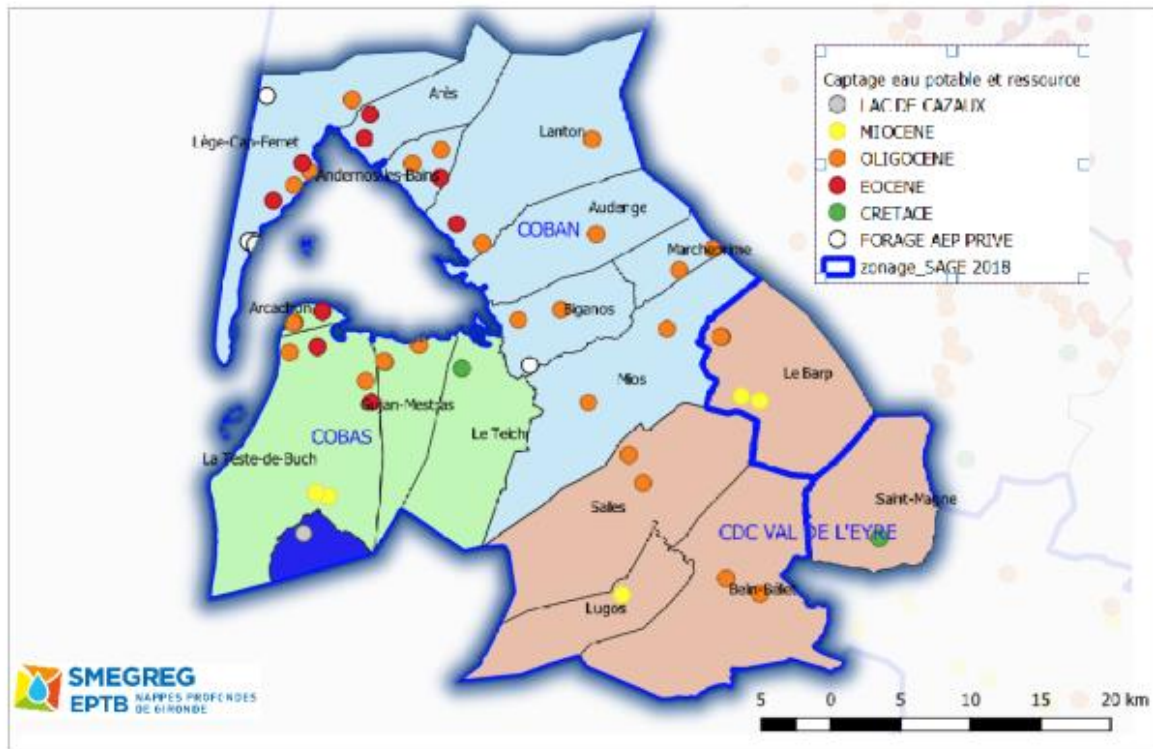 Captage eau potable et ressource
LAC DE CAZAUX
MIOCENE
OLIGOCENE
EOCENE
CRETACE
FORAGE AEP PRIVE
zonage_SAGE 2018
Arès
Lège-Cap-Ferret
Lanton
Andernos-les-Bains
Audenge
COBAN
Marcheprime
Arcachon
Biganos
Le Barp
Mios
Gujan-Mestras
Le Teich
COBAS
La Teste-de-Buch
Saint-Magne
Salles
CDC VAL DE L'EYRE
Belin-Béliet
Lugos
SMEGREG
EPTB NAPPES PROFONDES
DE GIRONDE
5 0 5 10 15 20 km